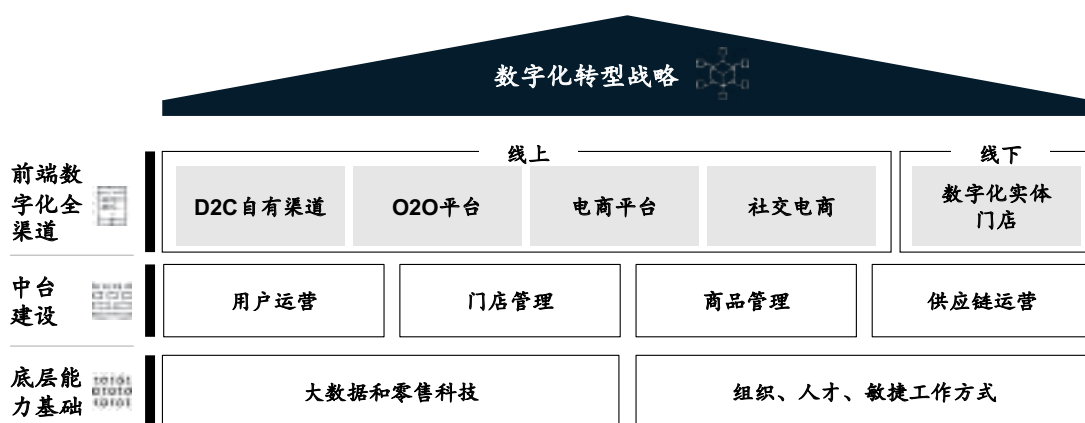 数字化转型战略
线上
线下
前端数
字化全
渠道
D2C自有渠道
O2O平台
电商平台
社交电商
数字化实体
门店
中台
建设
用户运营
门店管理
商品管理
供应链运营
底层能
力基础
10101
01010
10101
大数据和零售科技
组织、人才、敏捷工作方式